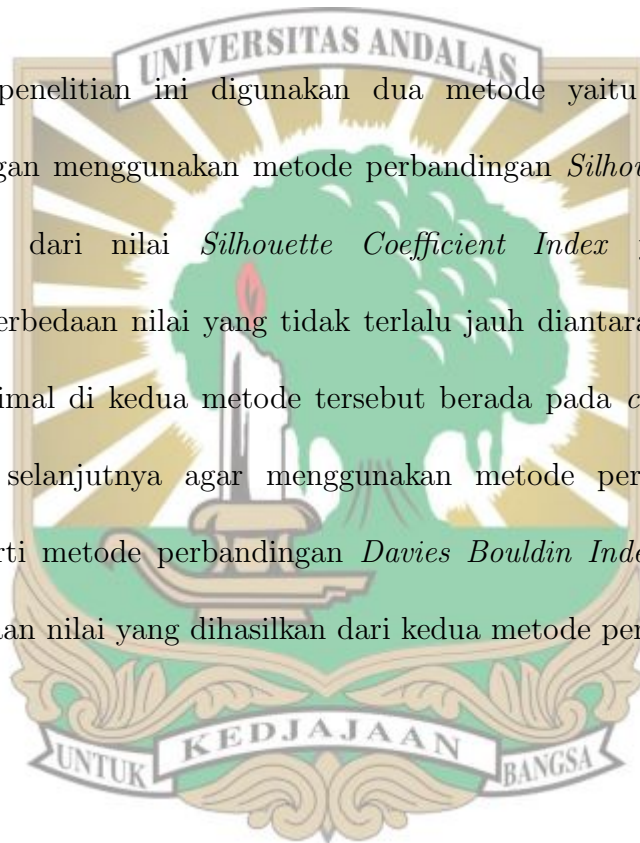 UNIVERSITAS ANDALAS
penelitian ini digunakan dua metode yaitu
gan menggunakan metode perbandingan Silhou
dari nilai Silhouette Coefficient Index
erbedaan nilai yang tidak terlalu jauh diantara
imal di kedua metode tersebut berada pada c
selanjutnya agar menggunakan metode per
rti metode perbandingan Davies Bouldin Inde
an nilai yang dihasilkan dari kedua metode per
UNTUK KEDJAJAAN BANGSA